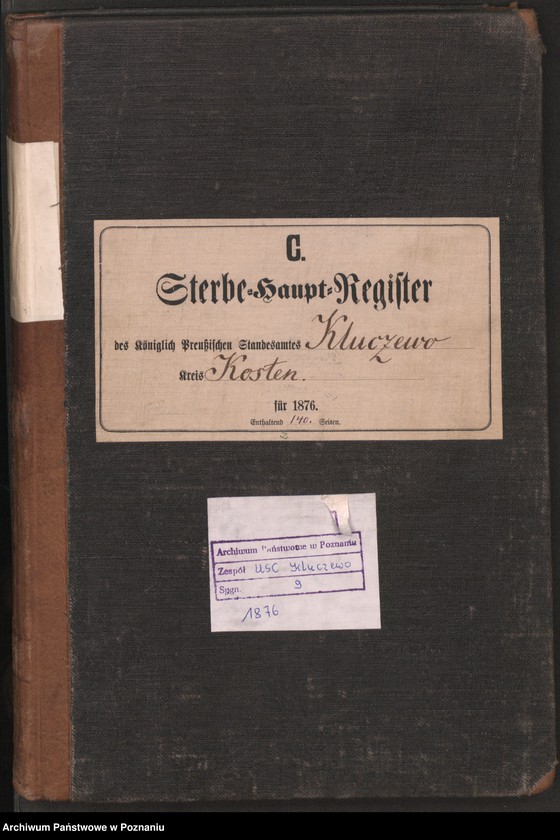 C.
Sterbe-Haupt-Register
des Königlich Preußischen Standesamtes Kluczewo
Kreis Kosten.
für 1876.
Enthaltend 140. Seiten.
Archiwum Państwowe w Poznaniu
Zespół USC Kluczewo
Sygn. 9
1876
Archiwum Państwowe w Poznaniu